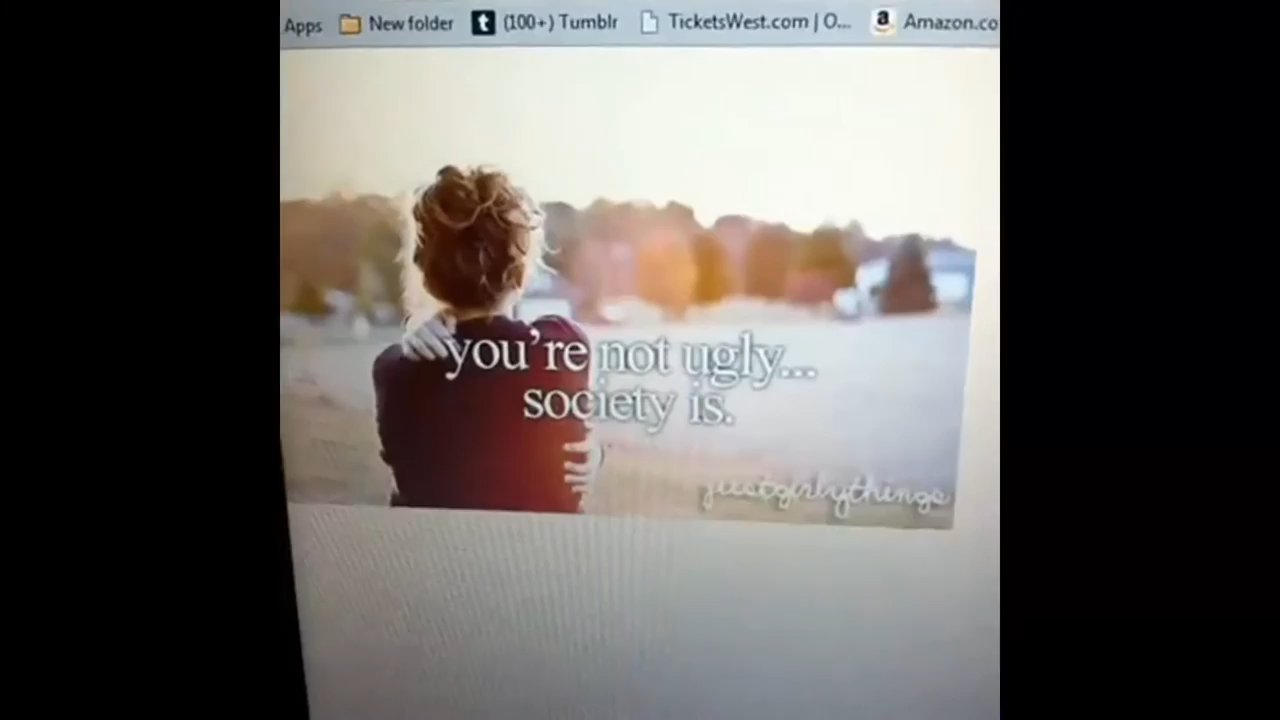 Apps New folder t (100+) Tumblr TicketsWest.com | O... a Amazon.co
you're not ugly...
society is.
justgirlythings